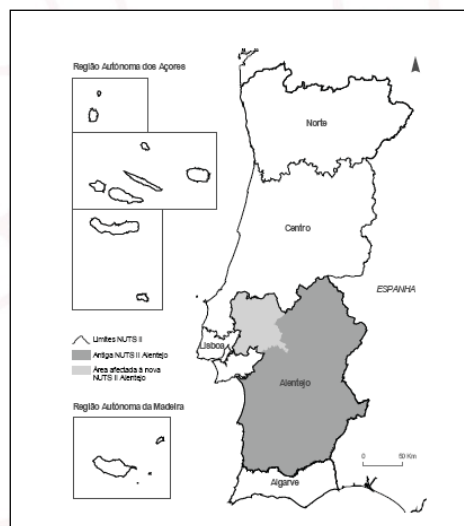 Região Autónoma dos Açores
Norte
Centro
ESPANHA
Lisboa
Limites NUTS II
Antiga NUTS II Alentejo
Área afectada à nova
NUTS II Alentejo
Alentejo
Região Autónoma da Madeira
0 50 Km
Algarve